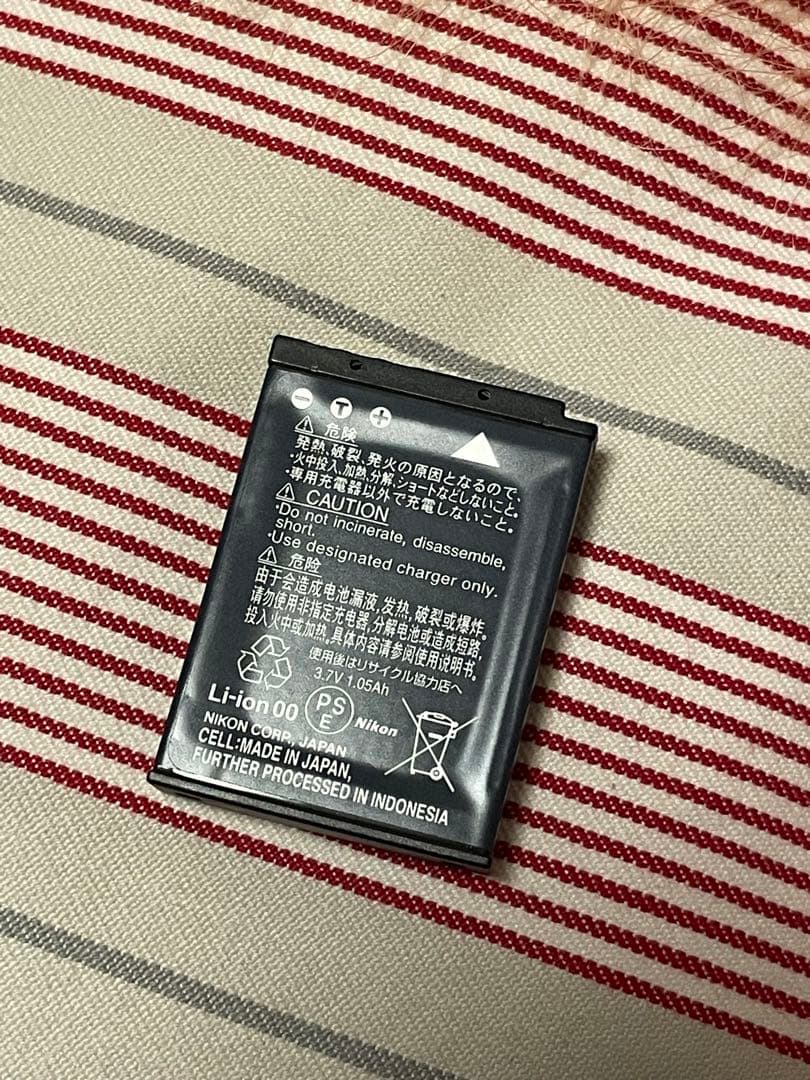 − T +
⚠ 危険
発熱、破裂、発火の原因となるので、
・火中投入、加熱、分解、ショートなどしないこと。
・専用充電器以外で充電しないこと。
⚠ CAUTION
・Do not incinerate, disassemble,
short.
・Use designated charger only.
⚠ 危险
由于会造成电池漏液,发热,破裂或爆炸。
请勿使用非指定充电器,分解电池或造成短路,
投入火中或加热。具体内容请参阅使用说明书。
使用後はリサイクル協力店へ
3.7V 1.05Ah
Li-ion 00
PS
E
Nikon
NIKON CORP. JAPAN
CELL:MADE IN JAPAN,
FURTHER PROCESSED IN INDONESIA